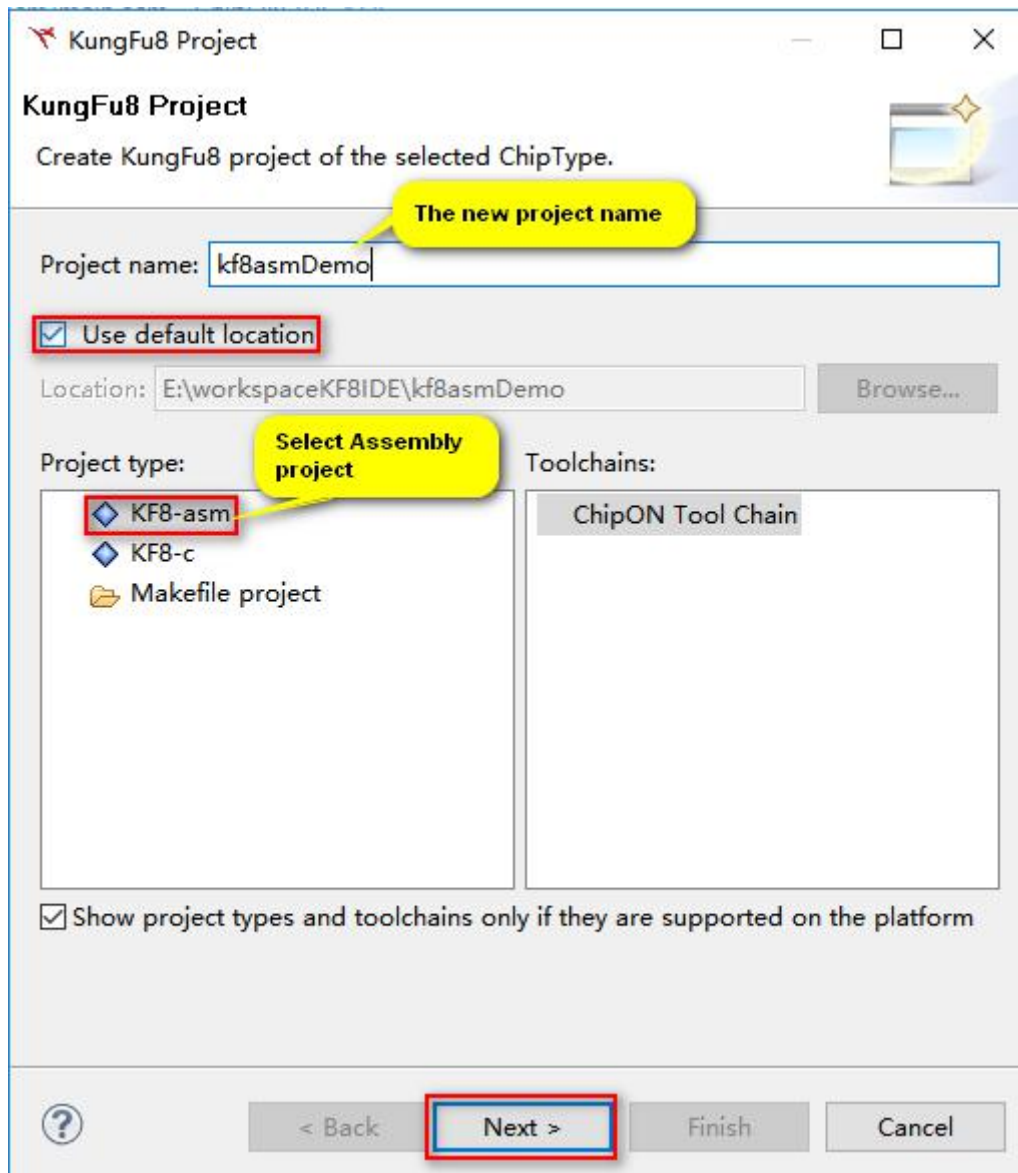 KungFu8 Project
KungFu8 Project
Create KungFu8 project of the selected ChipType.
The new project name
Project name: kf8asmDemo
Use default location
Location: E:\workspaceKF8IDE\kf8asmDemo Browse...
Select Assembly
project
Project type: Toolchains:
KF8-asm ChipON Tool Chain
KF8-c
Makefile project
Show project types and toolchains only if they are supported on the platform
< Back Next > Finish Cancel